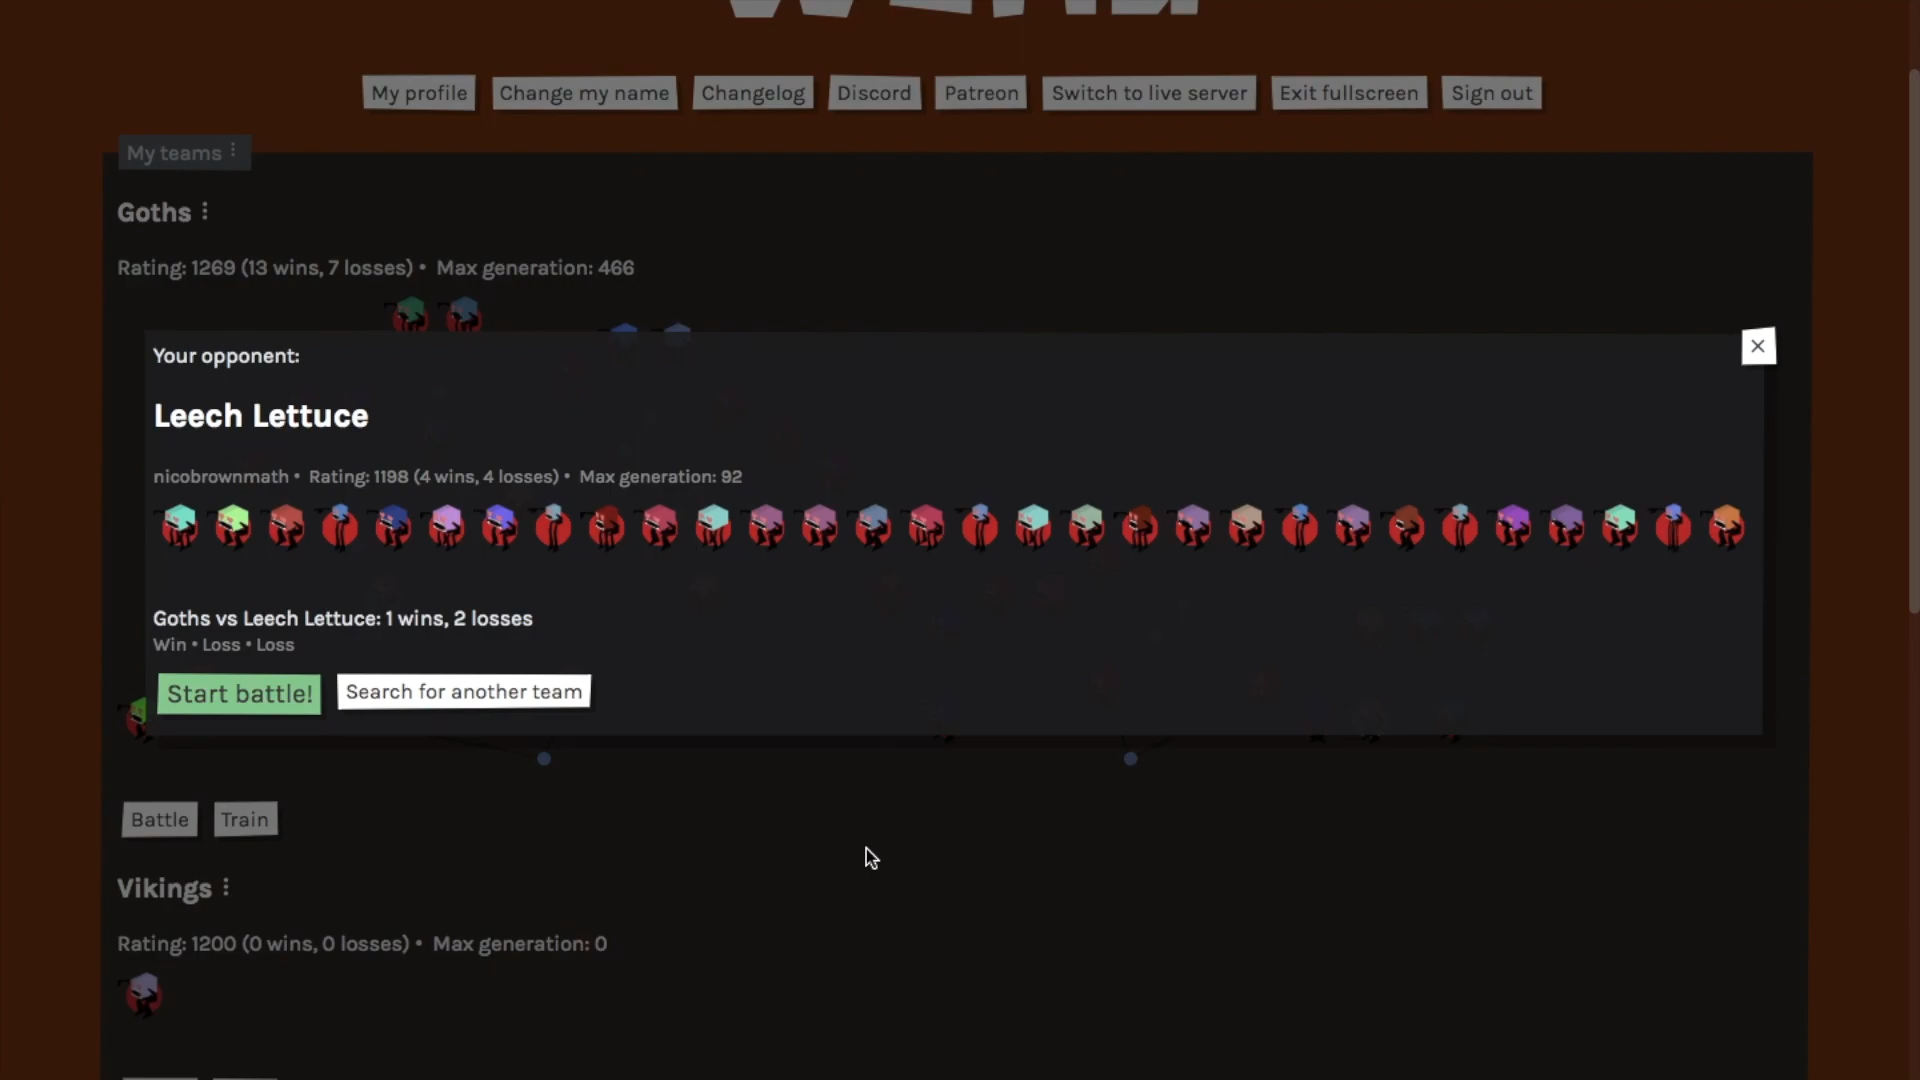 My profile
Change my name
Changelog
Discord
Patreon
Switch to live server
Exit fullscreen
Sign out
My teams
Goths
Rating: 1269 (13 wins, 7 losses) • Max generation: 466
Your opponent:
Leech Lettuce
nicobrownmath • Rating: 1198 (4 wins, 4 losses) • Max generation: 92
Goths vs Leech Lettuce: 1 wins, 2 losses
Win • Loss • Loss
Start battle!
Search for another team
Battle
Train
Vikings
Rating: 1200 (0 wins, 0 losses) • Max generation: 0